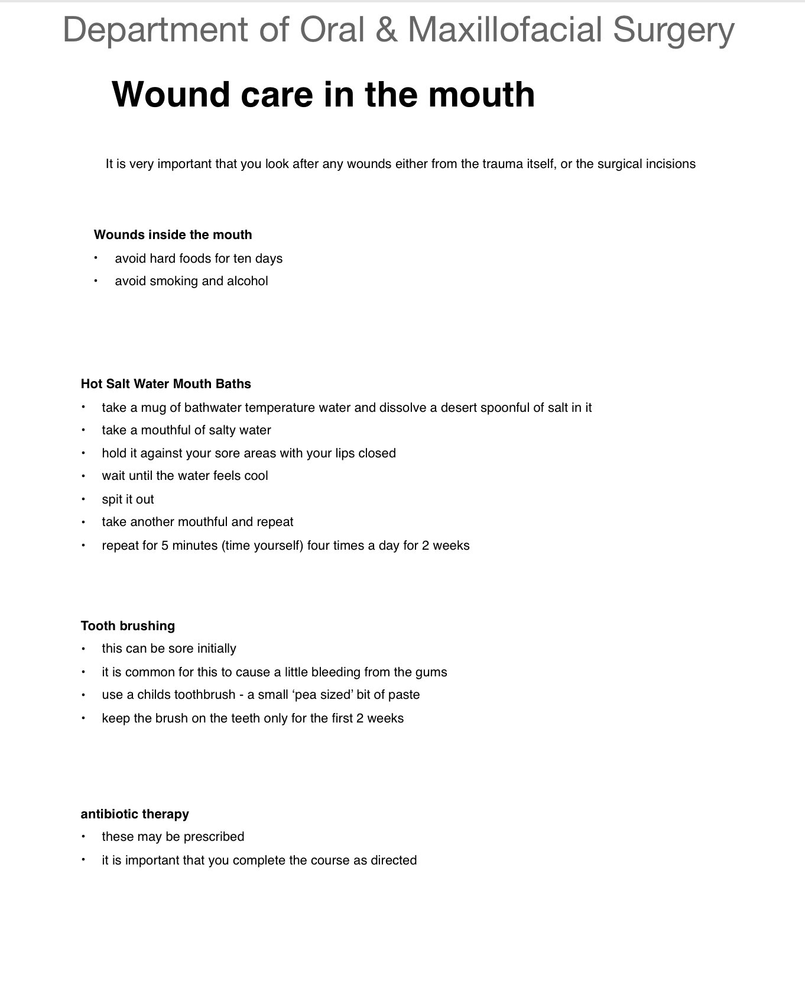 Department of Oral & Maxillofacial Surgery
Wound care in the mouth
It is very important that you look after any wounds either from the trauma itself, or the surgical incisions
Wounds inside the mouth
• avoid hard foods for ten days
• avoid smoking and alcohol
Hot Salt Water Mouth Baths
• take a mug of bathwater temperature water and dissolve a desert spoonful of salt in it
• take a mouthful of salty water
• hold it against your sore areas with your lips closed
• wait until the water feels cool
• spit it out
• take another mouthful and repeat
• repeat for 5 minutes (time yourself) four times a day for 2 weeks
Tooth brushing
• this can be sore initially
• it is common for this to cause a little bleeding from the gums
• use a childs toothbrush - a small ‘pea sized’ bit of paste
• keep the brush on the teeth only for the first 2 weeks
antibiotic therapy
• these may be prescribed
• it is important that you complete the course as directed